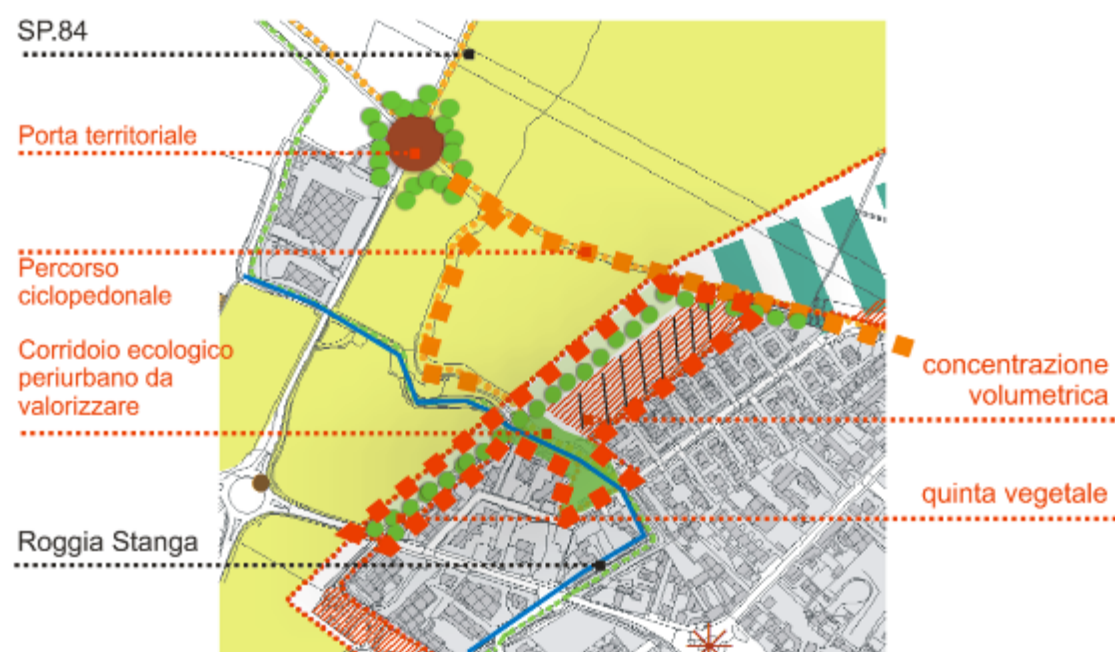 SP.84
Porta territoriale
Percorso
ciclopedonale
Corridoio ecologico
periurbano da
valorizzare
concentrazione
volumetrica
quinta vegetale
Roggia Stanga